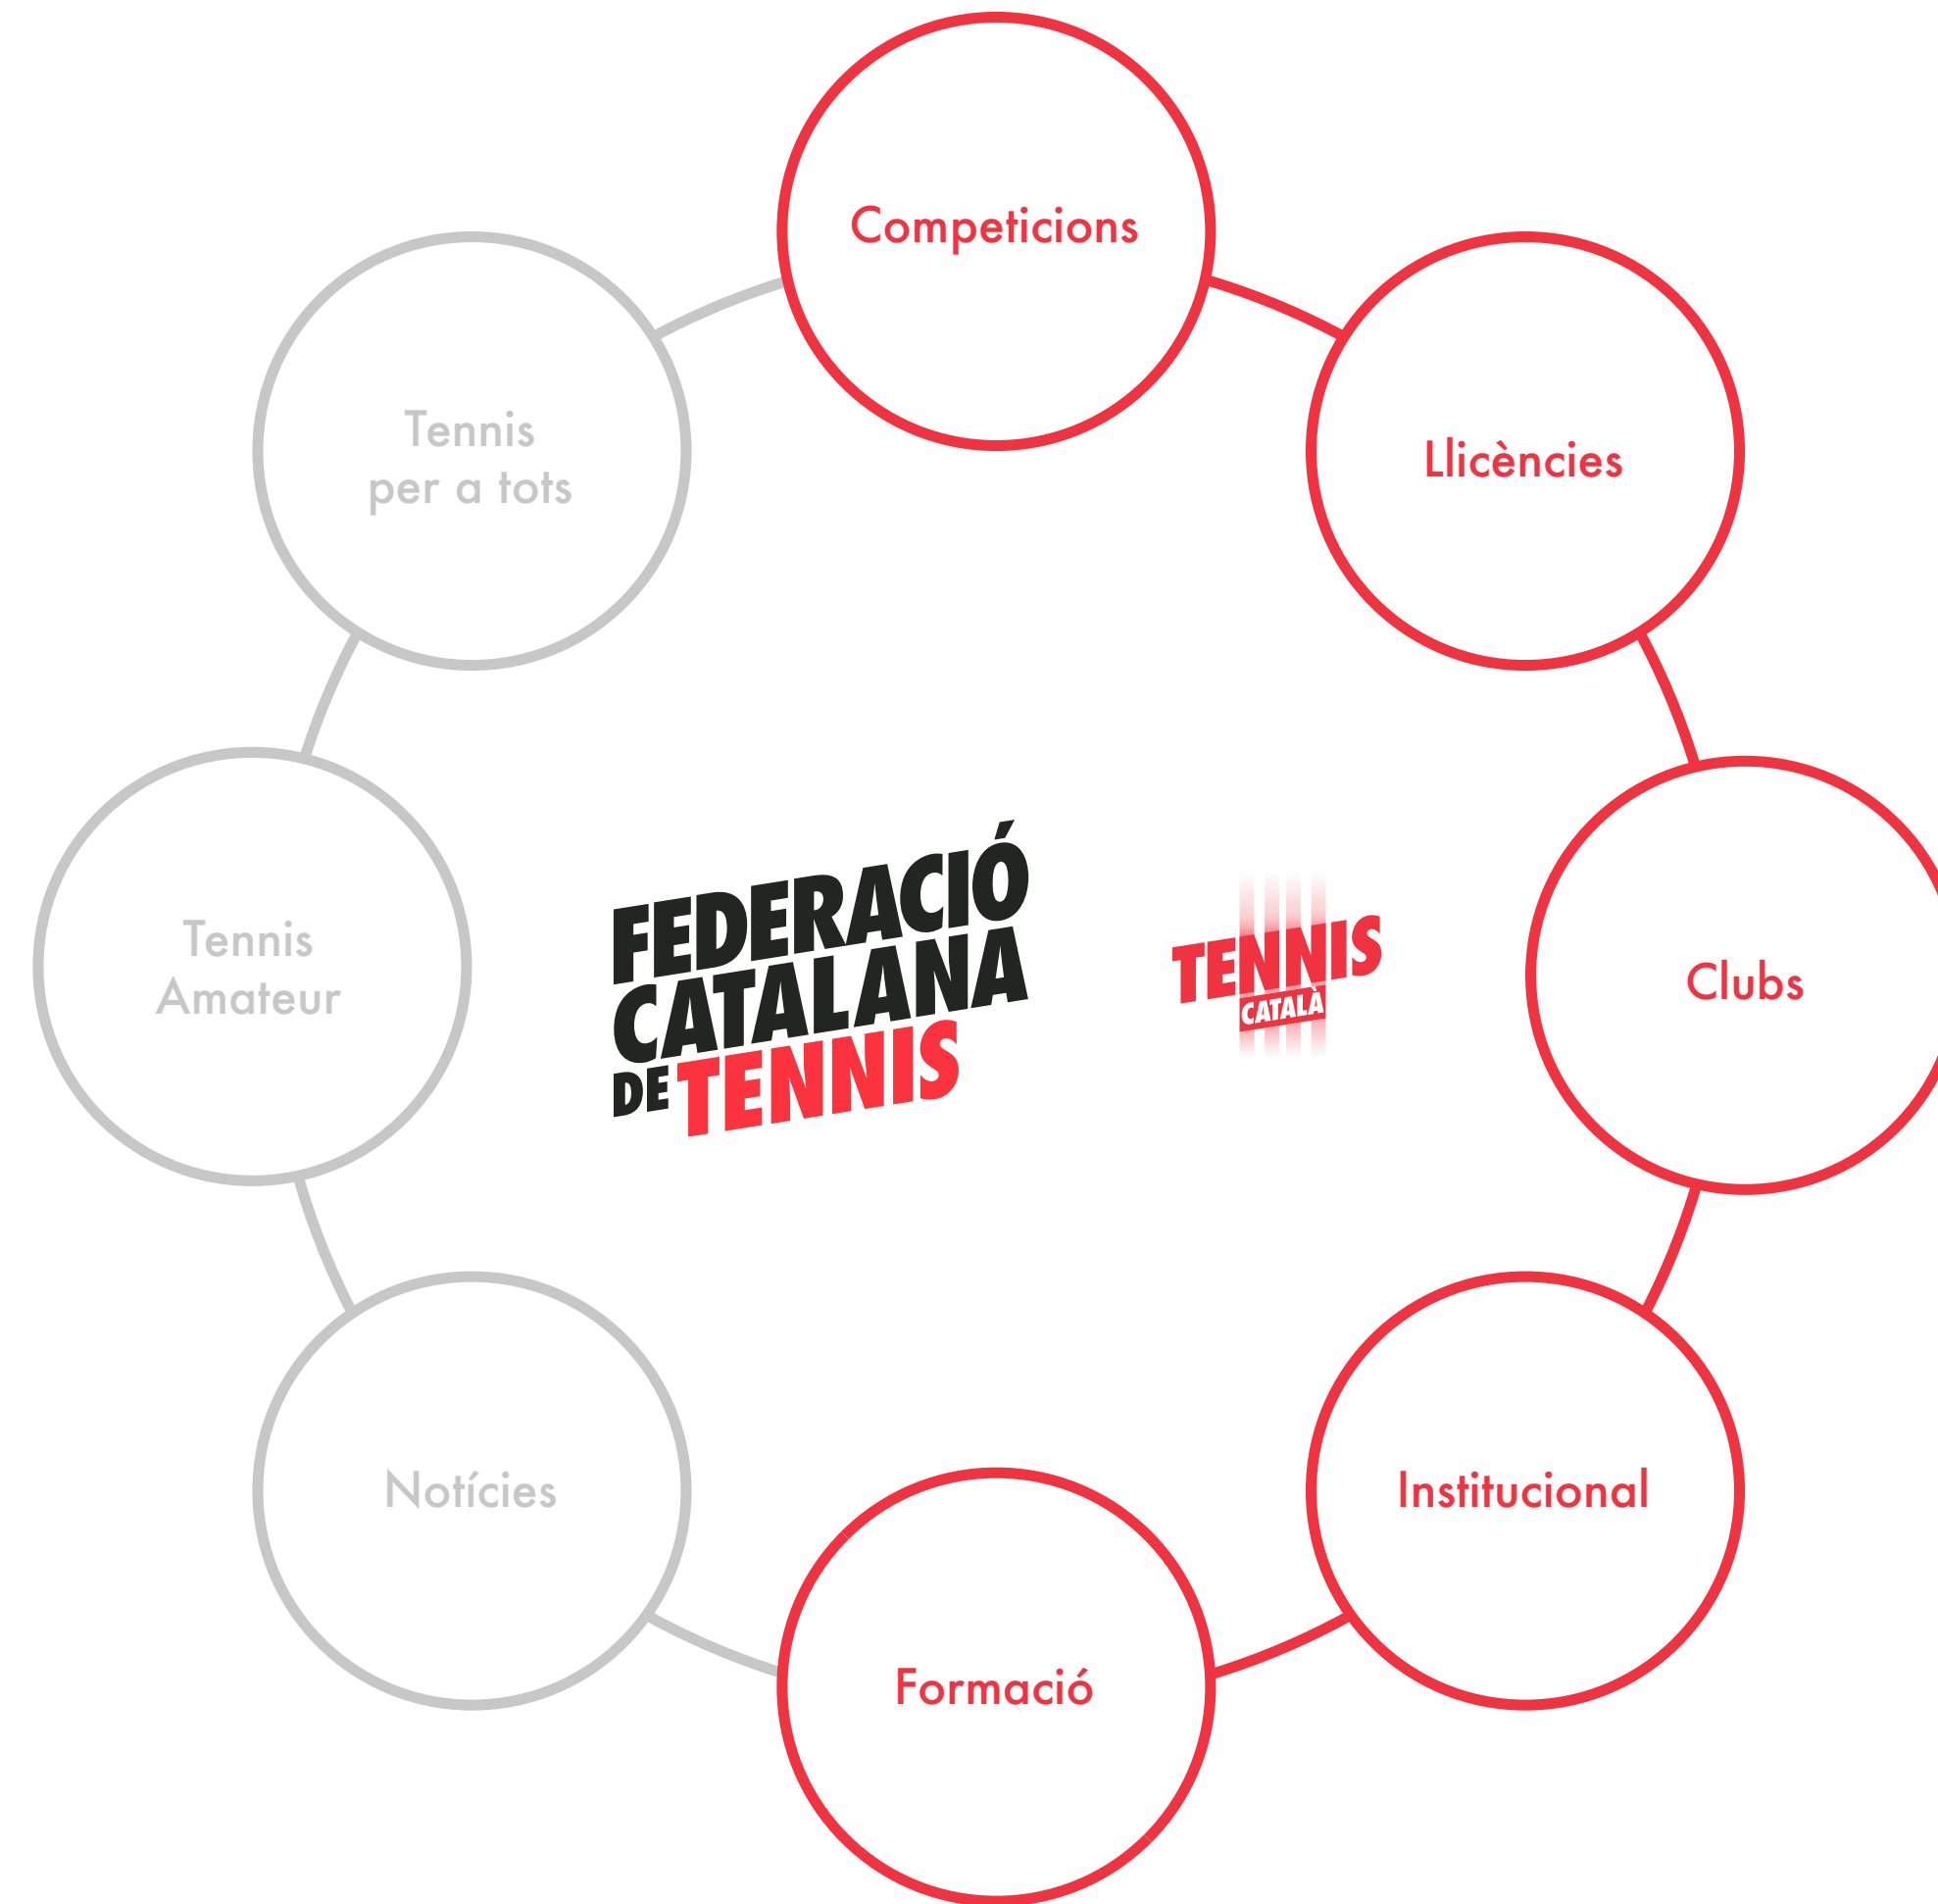 Competicions
Tennis
per a tots
Llicències
FEDERACIÓ
CATALANA
DE TENNIS
TENNIS
CATALÀ
Tennis
Amateur
Clubs
Notícies
Institucional
Formació